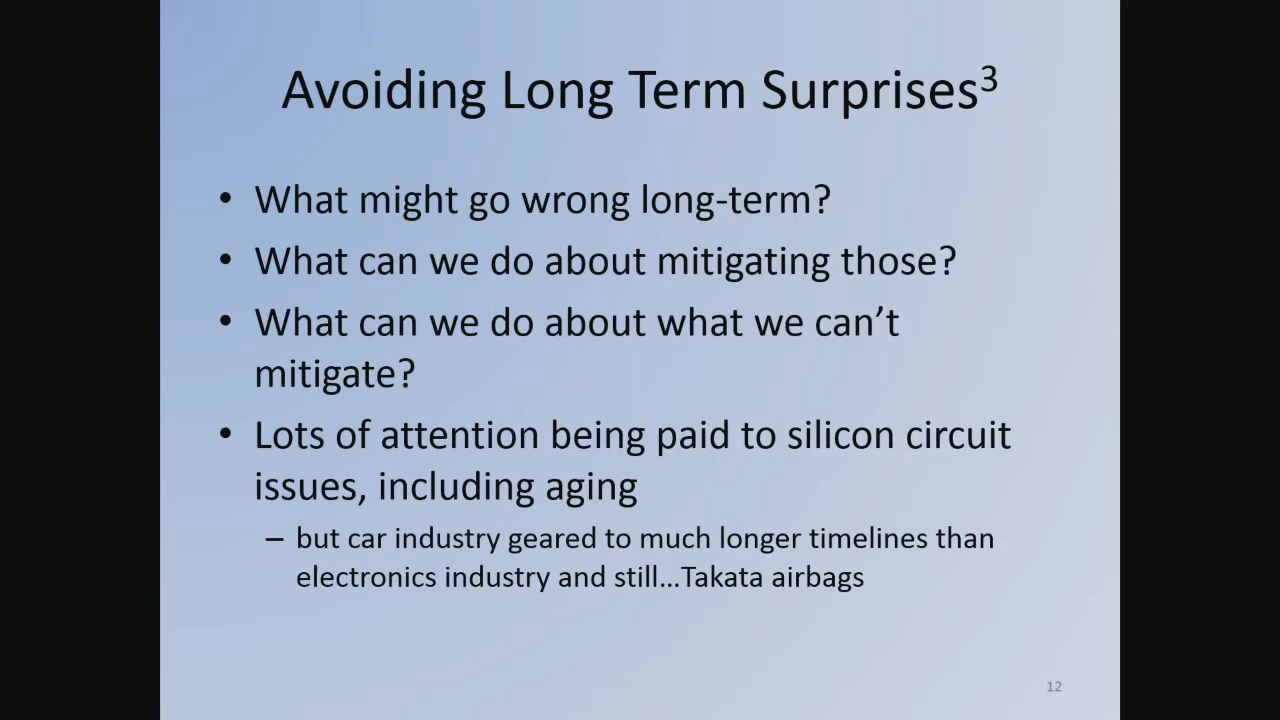 Avoiding Long Term Surprises³
• What might go wrong long-term?
• What can we do about mitigating those?
• What can we do about what we can’t
mitigate?
• Lots of attention being paid to silicon circuit
issues, including aging
– but car industry geared to much longer timelines than
electronics industry and still…Takata airbags
12